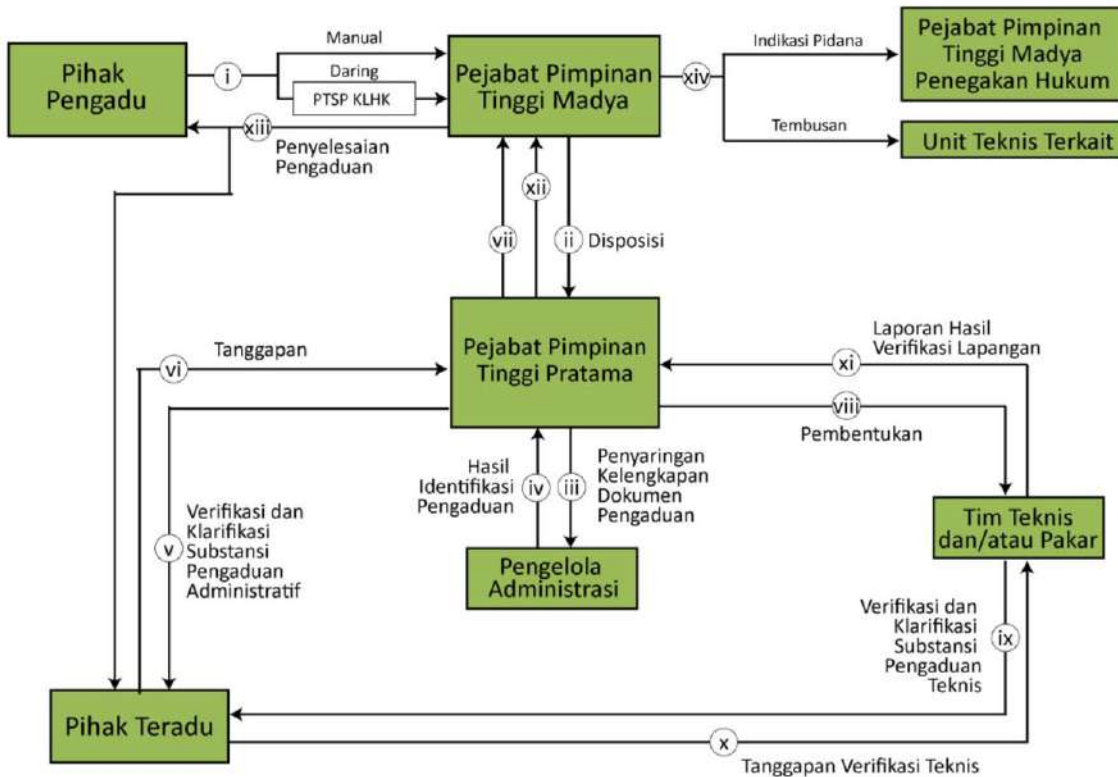 Pihak
Pengadu
i
Manual
Daring
PTSP KLHK
Pejabat Pimpinan
Tinggi Madya
xiv
Indikasi Pidana
Pejabat Pimpinan
Tinggi Madya
Penegakan Hukum
Tembusan
Unit Teknis Terkait
xiii
Penyelesaian
Pengaduan
vii
xii
ii
Disposisi
Pejabat Pimpinan
Tinggi Pratama
vi
Tanggapan
Laporan Hasil
Verifikasi Lapangan
xi
viii
Pembentukan
Hasil
Identifikasi
Pengaduan
iv
iii
Penyaringan
Kelengkapan
Dokumen
Pengaduan
Pengelola
Administrasi
v
Verifikasi dan
Klarifikasi
Substansi
Pengaduan
Administratif
Tim Teknis
dan/atau Pakar
Verifikasi dan
Klarifikasi
Substansi
Pengaduan
Teknis
ix
Pihak Teradu
x
Tanggapan Verifikasi Teknis